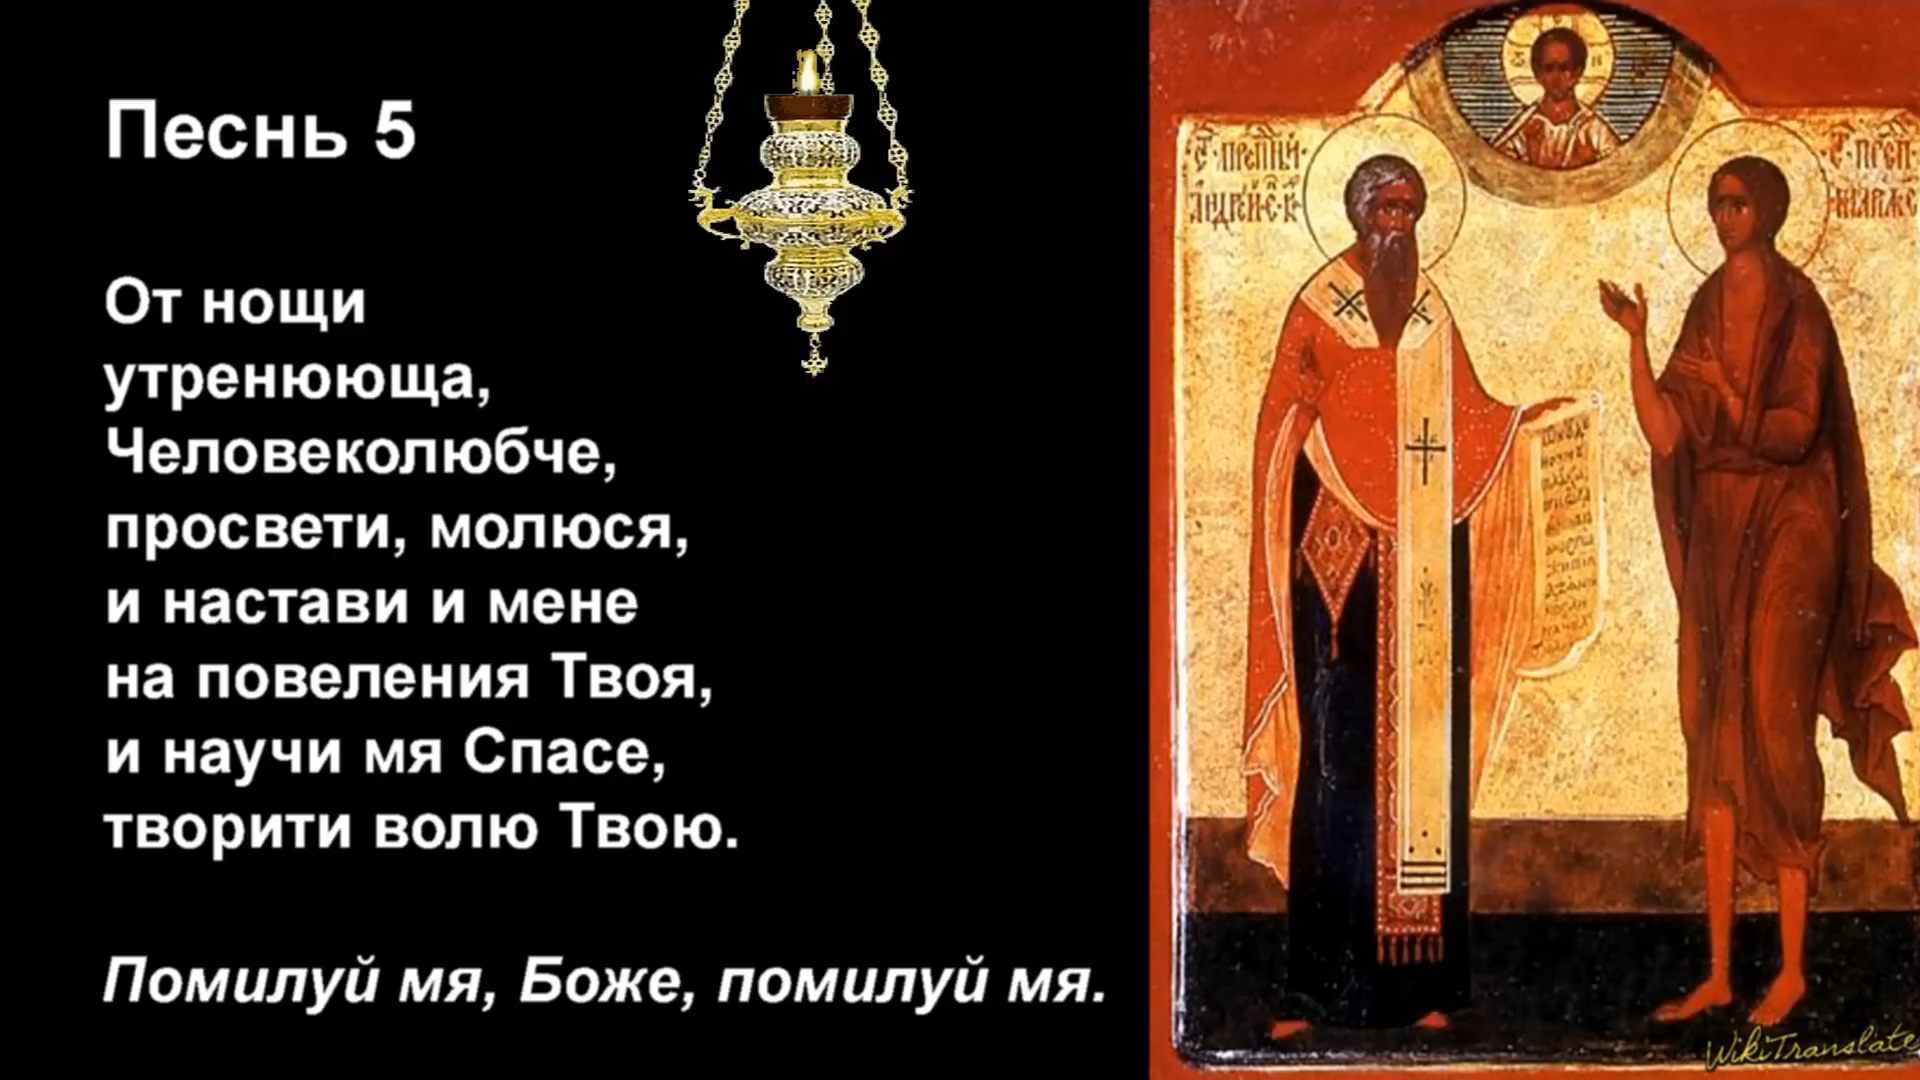 Песнь 5
От нощи
утренююща,
Человеколюбче,
просвети, молюся,
и настави и мене
на повеления Твоя,
и научи мя Спасе,
творити волю Твою.
Помилуй мя, Боже, помилуй мя.
WikiTranslate